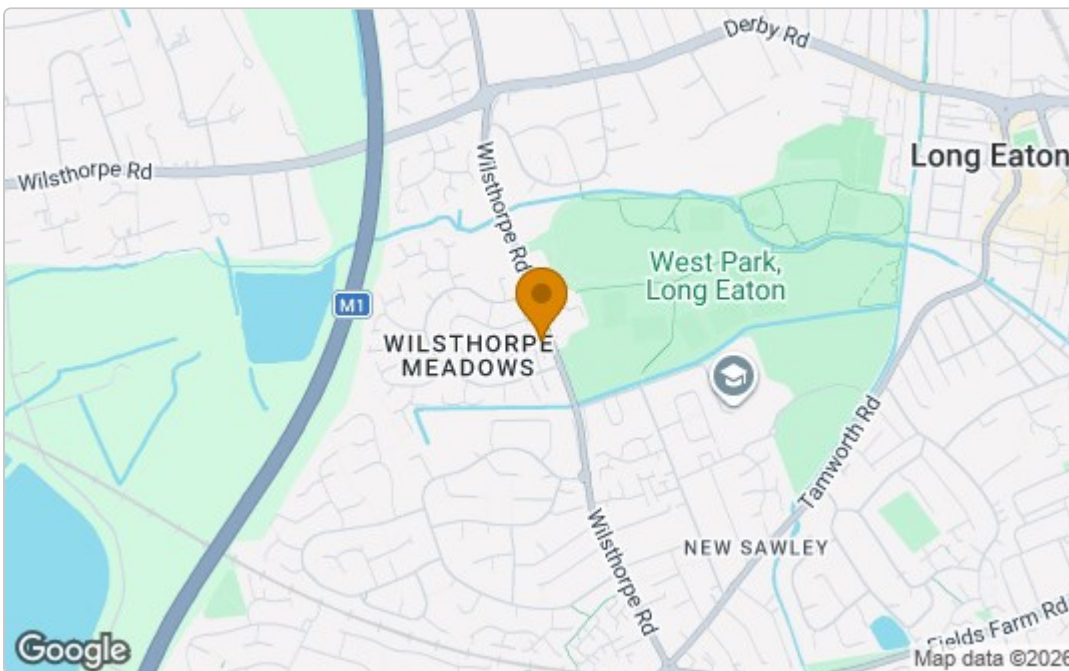 Derby Rd
Wilsthorpe Rd
Long Eaton
Wilsthorpe Rd
West Park,
Long Eaton
M1
WILSTHORPE
MEADOWS
Tamworth Rd
Wilsthorpe Rd
NEW SAWLEY
Fields Farm Rd
Google
Map data ©2026